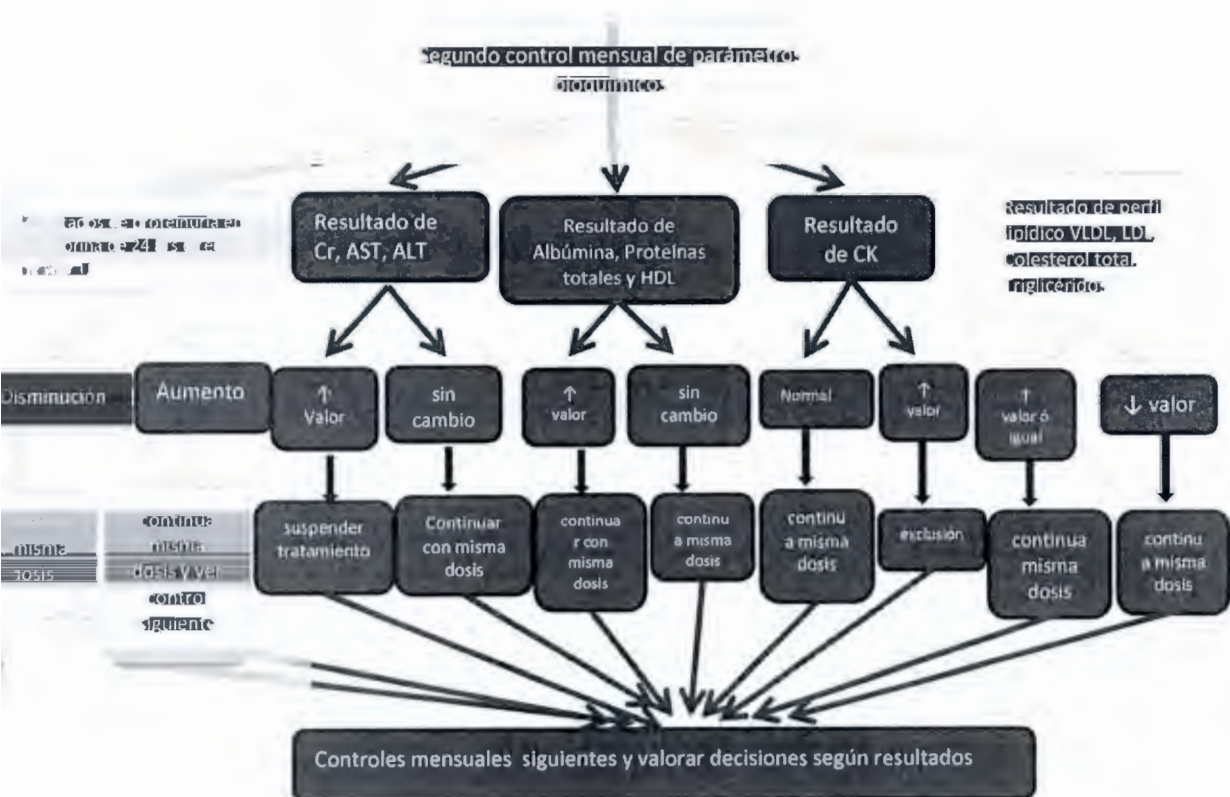 Segundo control mensual de parámetros
bioquímicos
proteinuria en
24
Resultado de
Cr, AST, ALT
Resultado de
Albúmina, Proteínas
totales y HDL
Resultado
de CK
Resultado de perfil
lipídico VLDL, LDL,
Colesterol total,
Triglicéridos.
Disminución
Aumento
↑
Valor
sin
cambio
↑
valor
sin
cambio
Normal
↑
valor
↑
valor ó
igual
↓ valor
misma
dosis
continua
misma
dosis y ver
control
siguiente
suspender
tratamiento
Continuar
con misma
dosis
continua
r con
misma
dosis
continu
a misma
dosis
continu
a misma
dosis
exclusión
continua
misma
dosis
continu
a misma
dosis
Controles mensuales siguientes y valorar decisiones según resultados